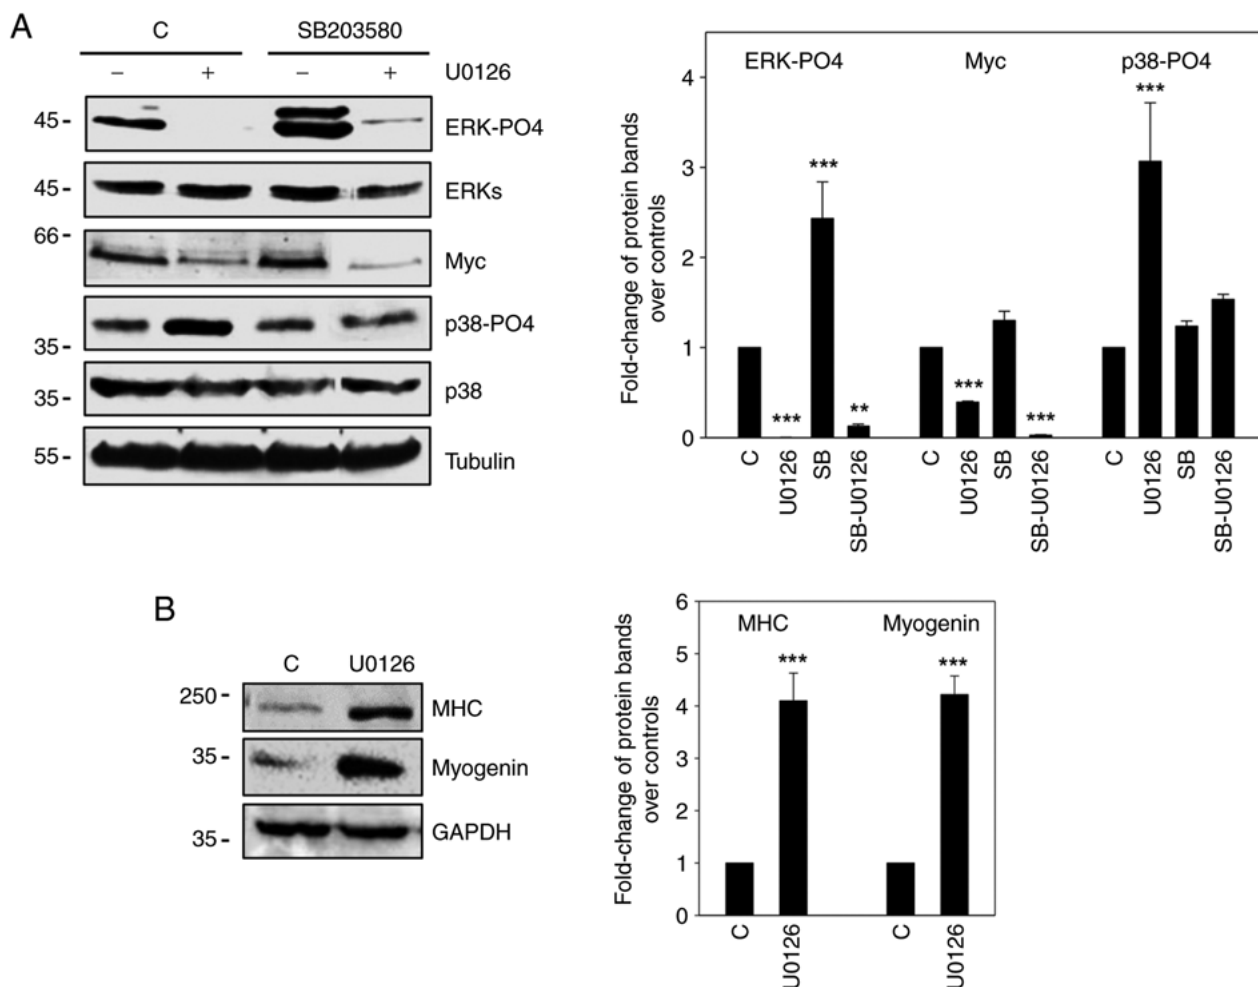 A
C SB203580
– + – + U0126
45 - ERK-PO4
45 - ERKs
66 -
Myc
p38-PO4
35 -
35 - p38
55 - Tubulin
Fold-change of protein bands
over controls
ERK-PO4 Myc p38-PO4
4
3
2
1
0
*** *** ** *** *** ***
C U0126 SB SB-U0126 C U0126 SB SB-U0126 C U0126 SB SB-U0126
B
C U0126
250 - MHC
35 - Myogenin
35 - GAPDH
Fold-change of protein bands
over controls
MHC Myogenin
6
5
4
3
2
1
0
*** ***
C U0126 C U0126